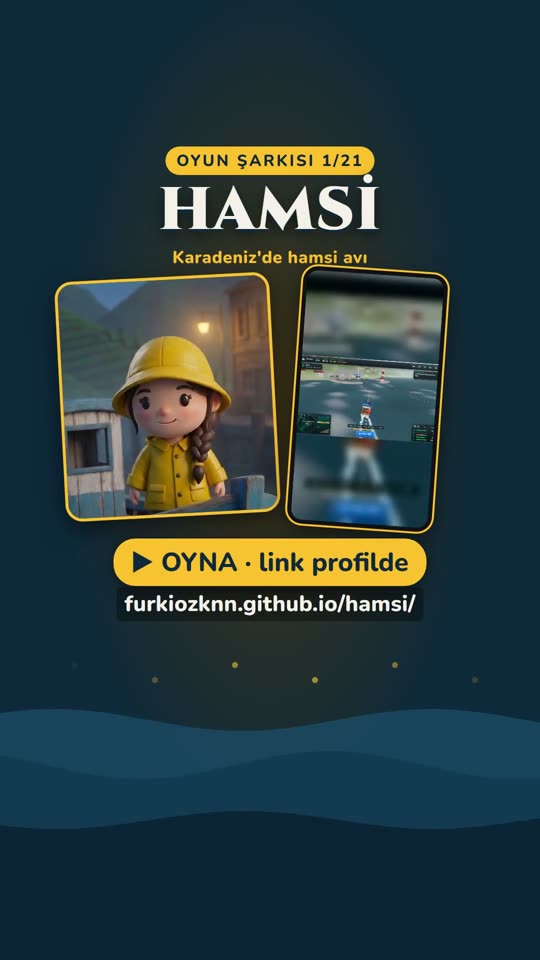 OYUN ŞARKISI 1/21
HAMSİ
Karadeniz'de hamsi avı
▶ OYNA · link profilde
furkiozknn.github.io/hamsi/